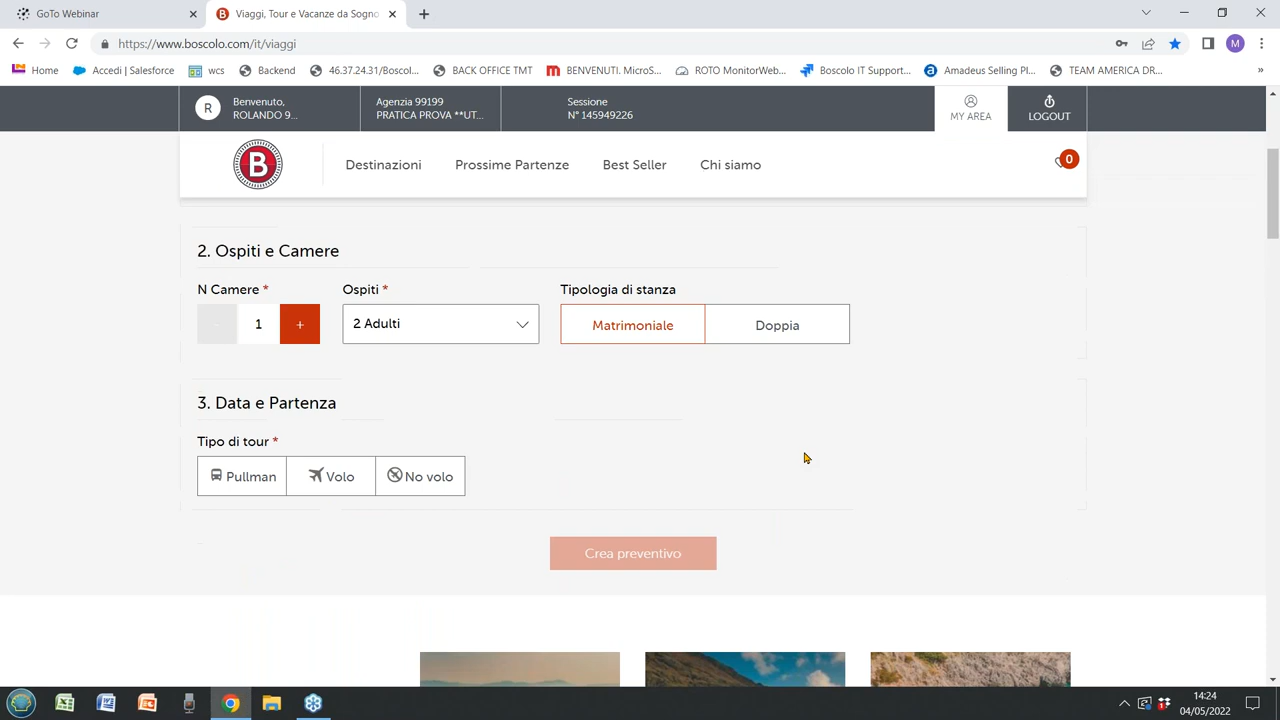 GoTo Webinar
Viaggi, Tour e Vacanze da Sogno
https://www.boscolo.com/it/viaggi
M
Home
Accedi | Salesforce
wcs
Backend
46.37.24.31/Boscol...
BACK OFFICE TMT
BENVENUTI. MicroS...
ROTO MonitorWeb...
Boscolo IT Support...
Amadeus Selling Pl...
TEAM AMERICA DR...
»
R
Benvenuto,
ROLANDO 9...
Agenzia 99199
PRATICA PROVA **UT...
Sessione
N° 145949226
MY AREA
LOGOUT
B
Destinazioni
Prossime Partenze
Best Seller
Chi siamo
0
2. Ospiti e Camere
N Camere *
Ospiti *
Tipologia di stanza
- 1 +
2 Adulti
Matrimoniale
Doppia
3. Data e Partenza
Tipo di tour *
Pullman
Volo
No volo
Crea preventivo
14:24
04/05/2022